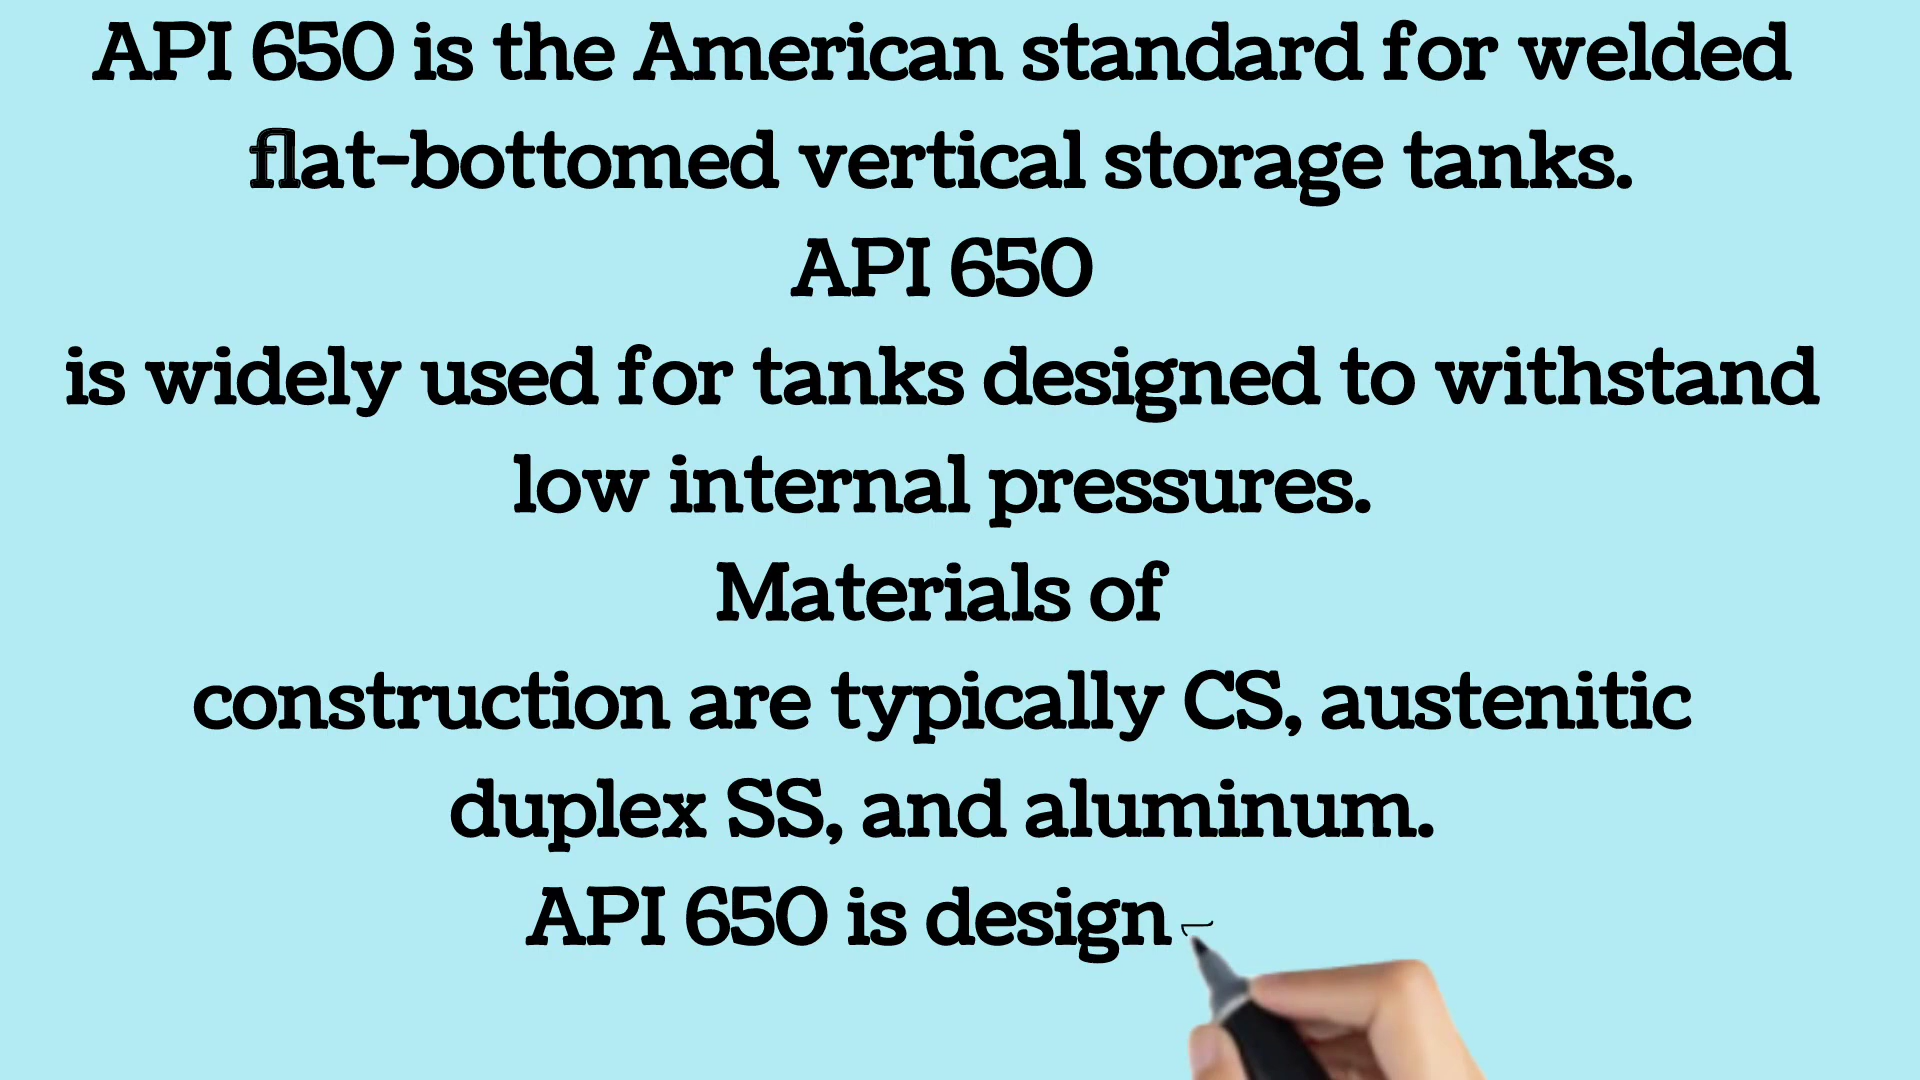 API 650 is the American standard for welded
flat-bottomed vertical storage tanks.
API 650
is widely used for tanks designed to withstand
low internal pressures.
Materials of
construction are typically CS, austenitic
duplex SS, and aluminum.
API 650 is design